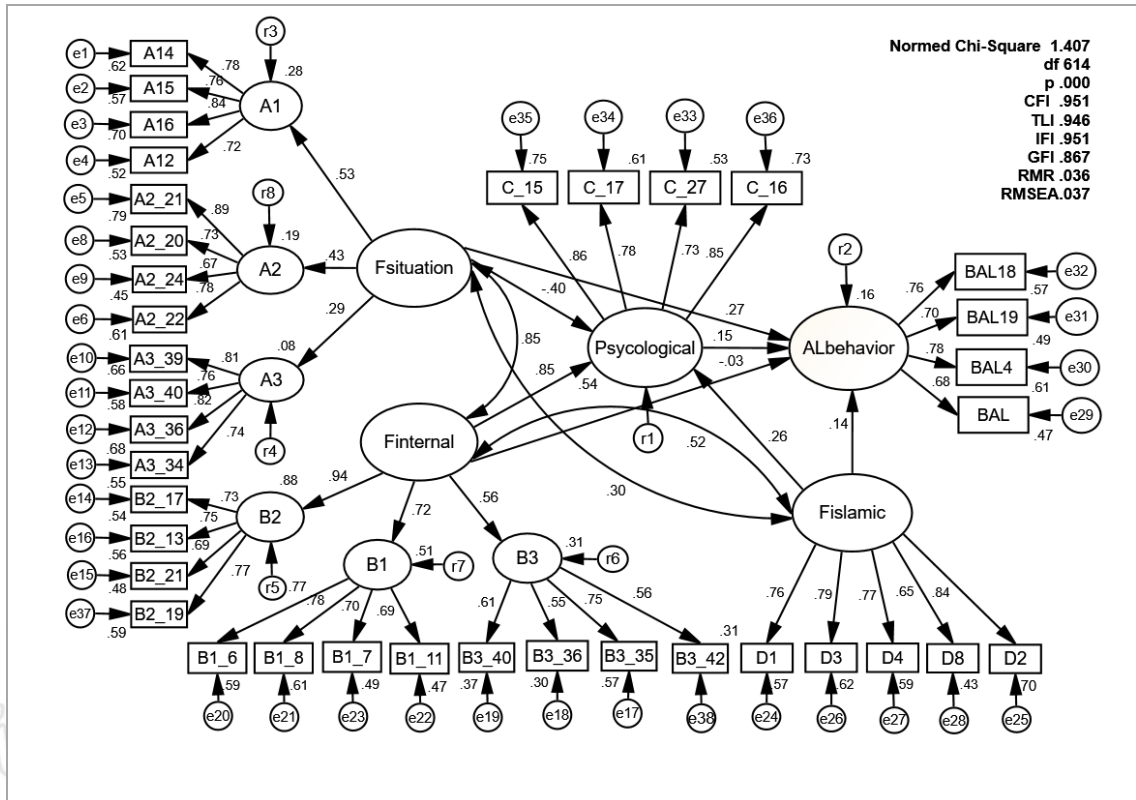 Normed Chi-Square 1.407
df 614
p .000
CFI .951
TLI .946
IFI .951
GFI .867
RMR .036
RMSEA.037
r3
e1 .62 A14 .78 .28
e2 .57 A15 .76
A1
e3 .70 A16 .84
e4 .52 A12 .72
.53
e5 .79 A2_21 .89
r8
e8 .53 A2_20 .73 .19
A2
e9 .45 A2_24 .67
e6 .61 A2_22 .78
.43
Fsituation
.29
e10 .66 A3_39 .81 .08
A3
e11 .58 A3_40 .76
e12 .68 A3_36 .82
e13 .55 A3_34 .74
r4
e14 .54 B2_17 .73 .88 .94
B2
e16 .56 B2_13 .75
e15 .48 B2_21 .69
e37 .59 B2_19 .77
r5
Finternal
.72
.56
B1 .51 r7
B3 .31 r6
.77 .78 .70 .69
.61 .55 .75 .56
B1_6 B1_8 B1_7 B1_11 B3_40 B3_36 B3_35 B3_42 .31
.59 .61 .49 .47 .37 .30 .57
e20 e21 e23 e22 e19 e18 e17 e38
e35 e34 e33 e36
.75 .61 .53 .73
C_15 C_17 C_27 C_16
.86 .78 .73 .85
-.40
.27
.85
Psycological
.15
-.03
.85
.54
r1
.52
.26
.30
.14
r2
.16
ALbehavior
.76 BAL18 .57 e32
.70 BAL19 .49 e31
.78 BAL4 .61 e30
.68 BAL .47 e29
Fislamic
.76 .79 .77 .65 .84
D1 D3 D4 D8 D2
.57 .62 .59 .43 .70
e24 e26 e27 e28 e25